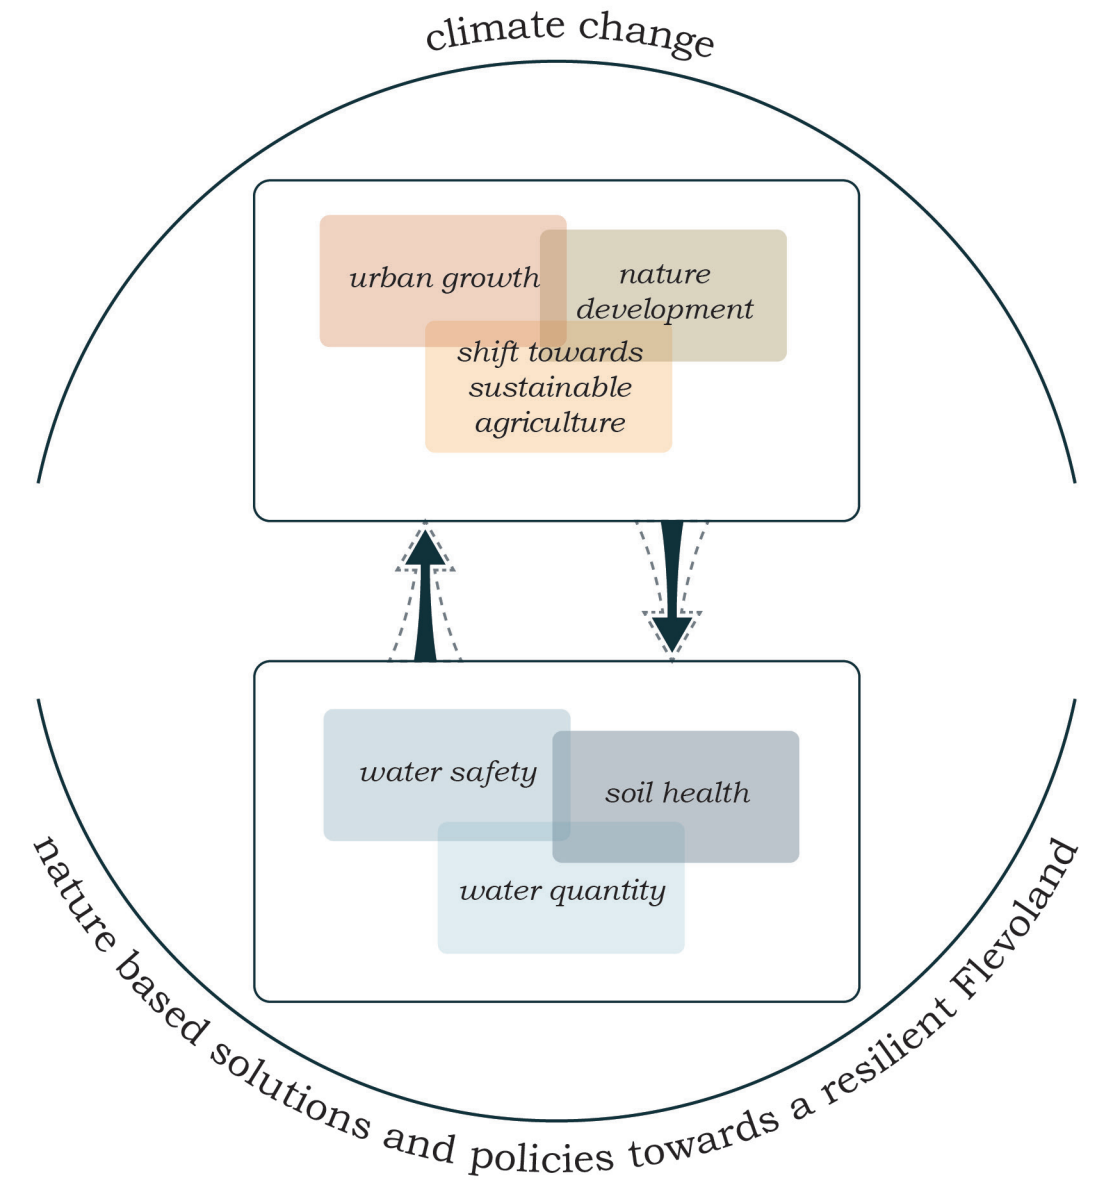 climate change
urban growth
nature
development
shift towards
sustainable
agriculture
water safety
soil health
water quantity
nature based solutions and policies towards a resilient Flevoland